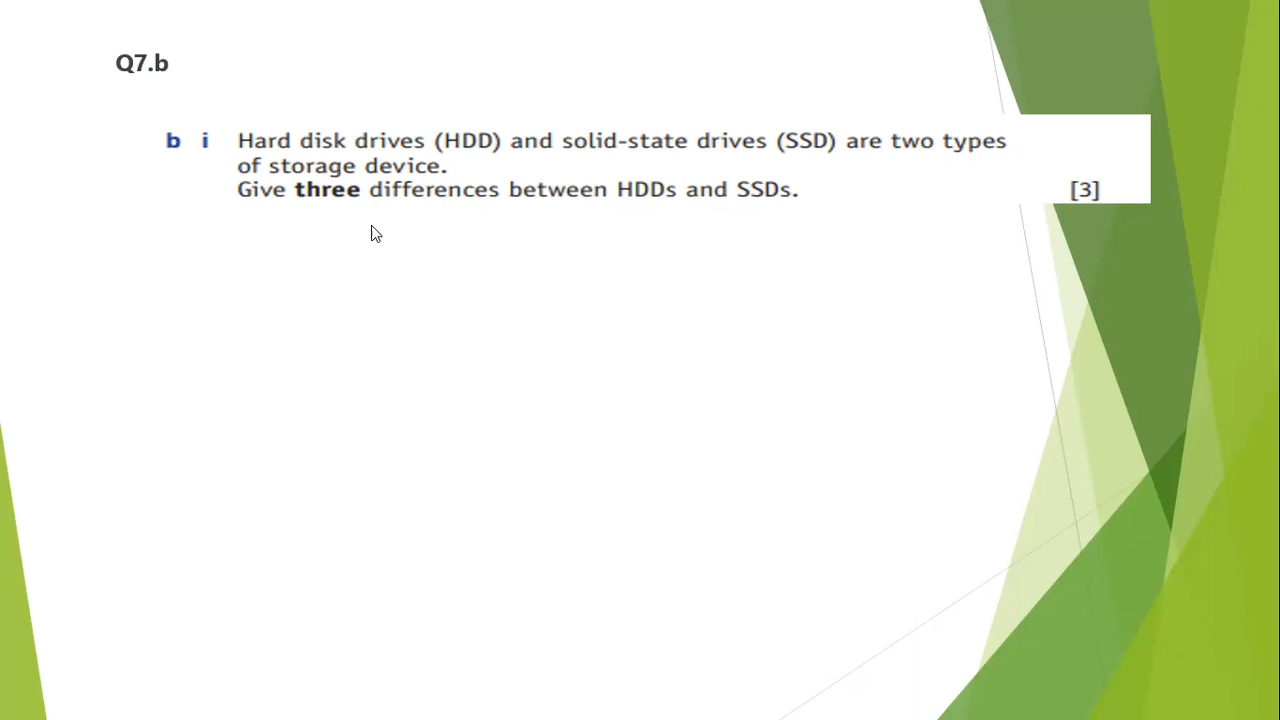 Q7.b
b i Hard disk drives (HDD) and solid-state drives (SSD) are two types
of storage device.
Give three differences between HDDs and SSDs. [3]